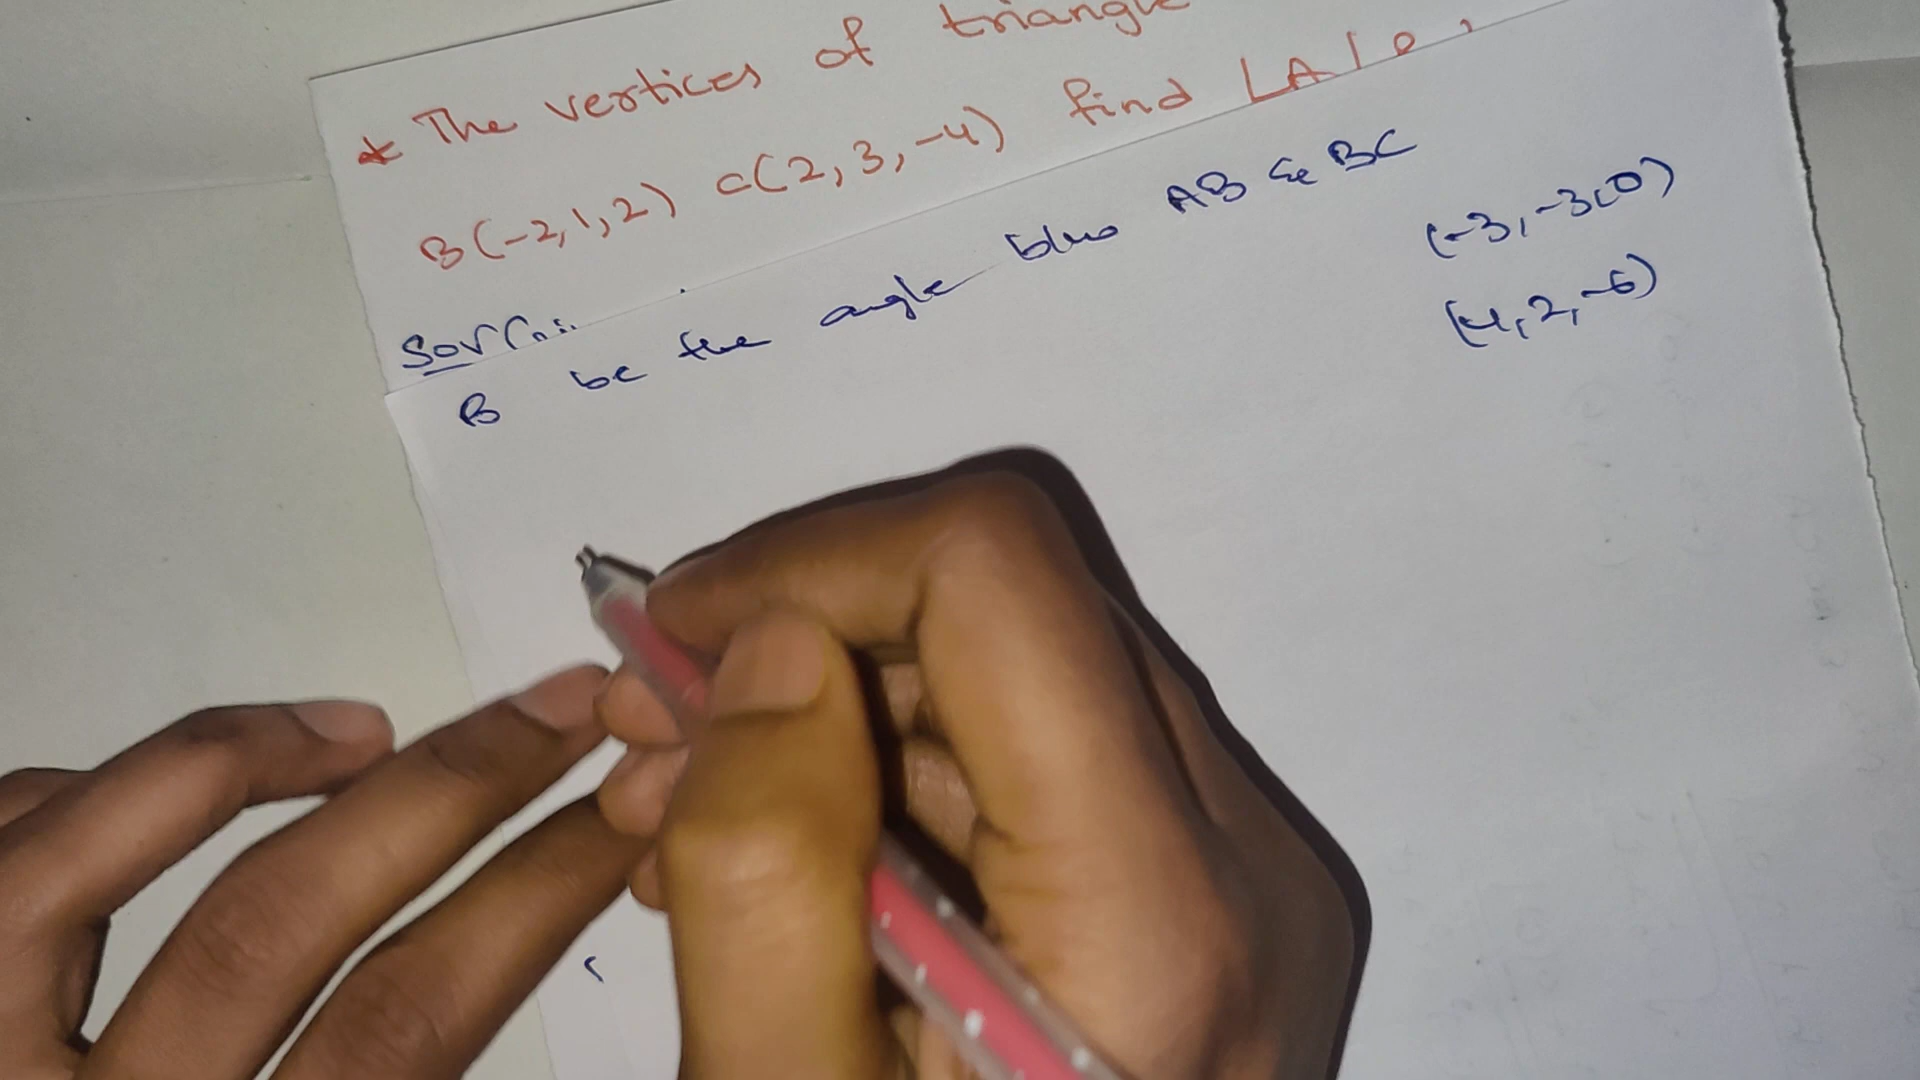 * The vertices of triangle
B(-2,1,2) C(2,3,-4) find ∠A
B be the angle b/w AB & BC
(-3,-3,0)
(4,2,-6)